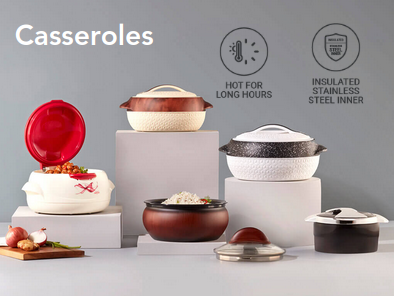 Casseroles
HOT FOR
LONG HOURS
INSULATED
STAINLESS
STEEL INNER